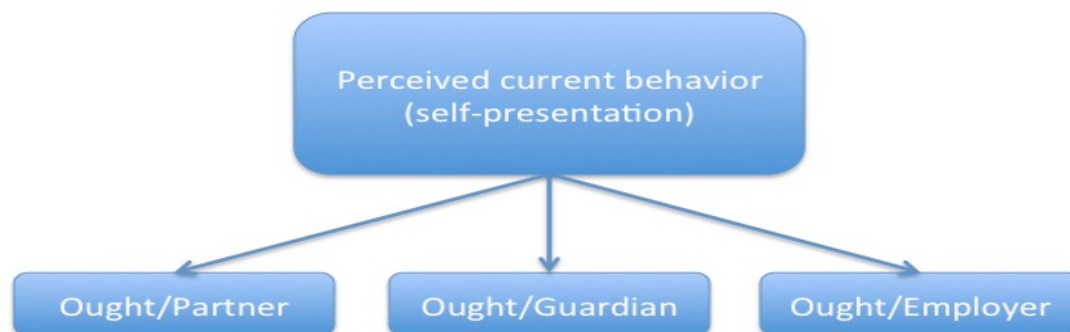 Perceived current behavior
(self-presentation)
Ought/Partner
Ought/Guardian
Ought/Employer